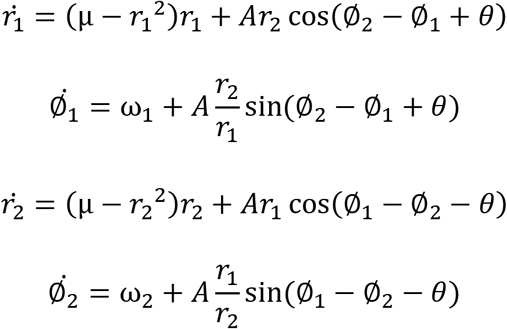 ṙ₁ = (μ − r₁²)r₁ + Ar₂ cos(∅₂ − ∅₁ + θ)
∅̇₁ = ω₁ + A r₂/r₁ sin(∅₂ − ∅₁ + θ)
ṙ₂ = (μ − r₂²)r₂ + Ar₁ cos(∅₁ − ∅₂ − θ)
∅̇₂ = ω₂ + A r₁/r₂ sin(∅₁ − ∅₂ − θ)